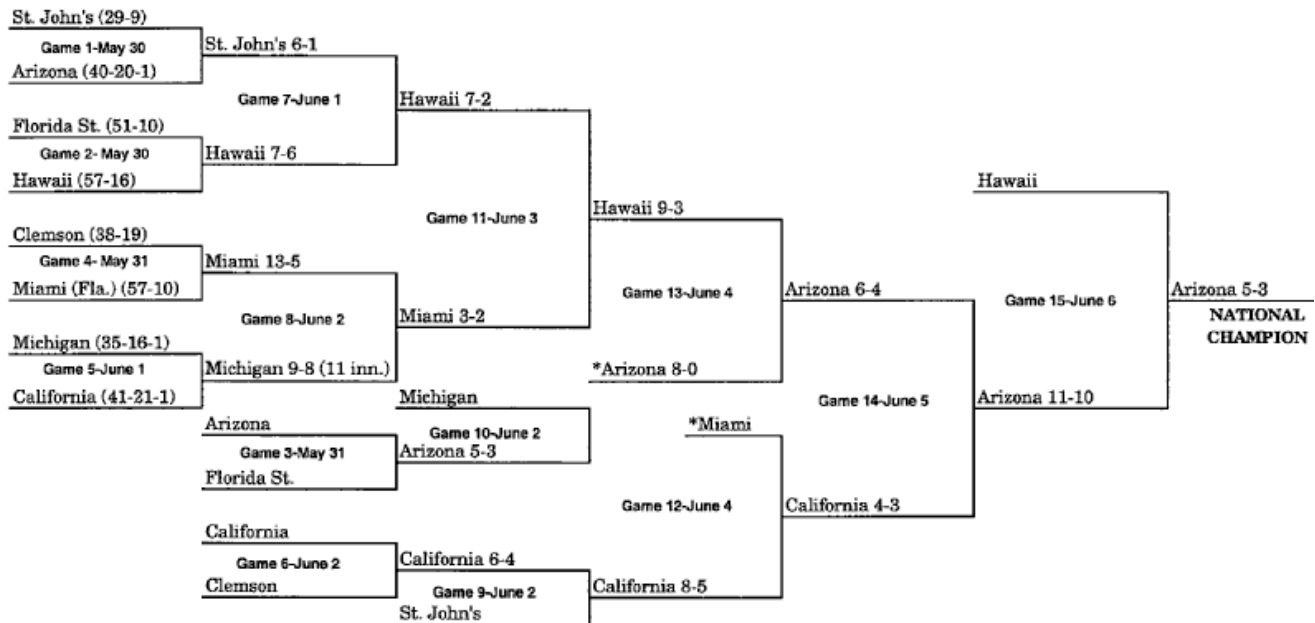 St. John's (29-9)
Game 1-May 30
St. John's 6-1
Arizona (40-20-1)
Game 7-June 1
Hawaii 7-2
Florida St. (51-10)
Game 2- May 30
Hawaii 7-6
Hawaii (57-16)
Hawaii
Game 11-June 3
Hawaii 9-3
Clemson (38-19)
Game 4- May 31
Miami 13-5
Miami (Fla.) (57-10)
Game 13-June 4
Arizona 6-4
Game 15-June 6
Arizona 5-3
NATIONAL
CHAMPION
Game 8-June 2
Miami 3-2
Michigan (35-16-1)
Game 5-June 1
Michigan 9-8 (11 inn.)
*Arizona 8-0
California (41-21-1)
Michigan
Game 14-June 5
Arizona 11-10
Arizona
Game 10-June 2
*Miami
Game 3-May 31
Arizona 5-3
Florida St.
Game 12-June 4
California 4-3
California
Game 6-June 2
California 6-4
Clemson
Game 9-June 2
California 8-5
St. John's